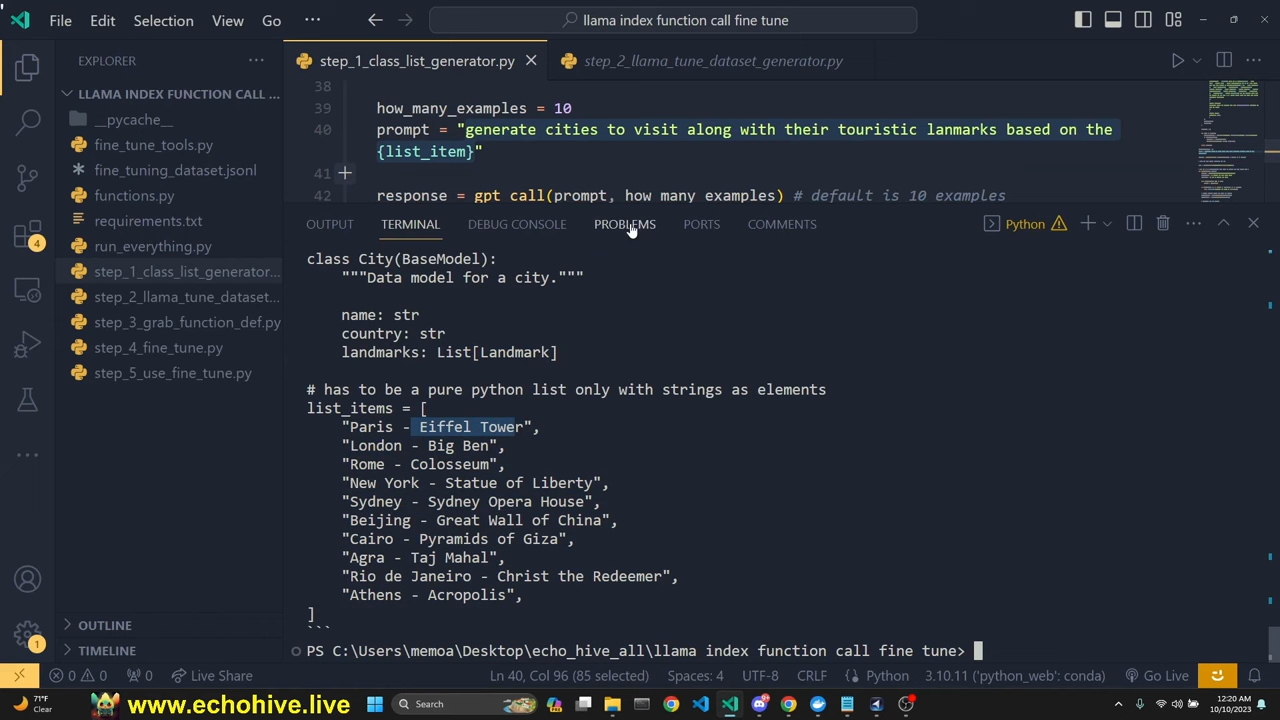 File Edit Selection View Go ··· llama index function call fine tune
EXPLORER ···
LLAMA INDEX FUNCTION CALL ...
__pycache__
fine_tune_tools.py
fine_tuning_dataset.jsonl
functions.py
requirements.txt
run_everything.py
step_1_class_list_generator...
step_2_llama_tune_dataset...
step_3_grab_function_def.py
step_4_fine_tune.py
step_5_use_fine_tune.py
OUTLINE
TIMELINE
4
1
step_1_class_list_generator.py step_2_llama_tune_dataset_generator.py
38
39 how_many_examples = 10
40 prompt = "generate cities to visit along with their touristic lanmarks based on the
{list_item}"
41
response = gpt_all(prompt, how_many_examples) default is 10 examples
OUTPUT TERMINAL DEBUG CONSOLE PROBLEMS PORTS COMMENTS Python
class City(BaseModel):
"""Data model for a city."""
name: str
country: str
landmarks: List[Landmark]
# has to be a pure python list only with strings as elements
list_items = [
"Paris - Eiffel Tower",
"London - Big Ben",
"Rome - Colosseum",
"New York - Statue of Liberty",
"Sydney - Sydney Opera House",
"Beijing - Great Wall of China",
"Cairo - Pyramids of Giza",
"Agra - Taj Mahal",
"Rio de Janeiro - Christ the Redeemer",
"Athens - Acropolis",
]
```
PS C:\Users\memoa\Desktop\echo_hive_all\llama index function call fine tune>
0 0 0 Live Share Ln 40, Col 96 (85 selected) Spaces: 4 UTF-8 CRLF Python 3.10.11 ('python_web': conda) Go Live
71°F
Clear
www.echohive.live
Search
12:20 AM
10/10/2023